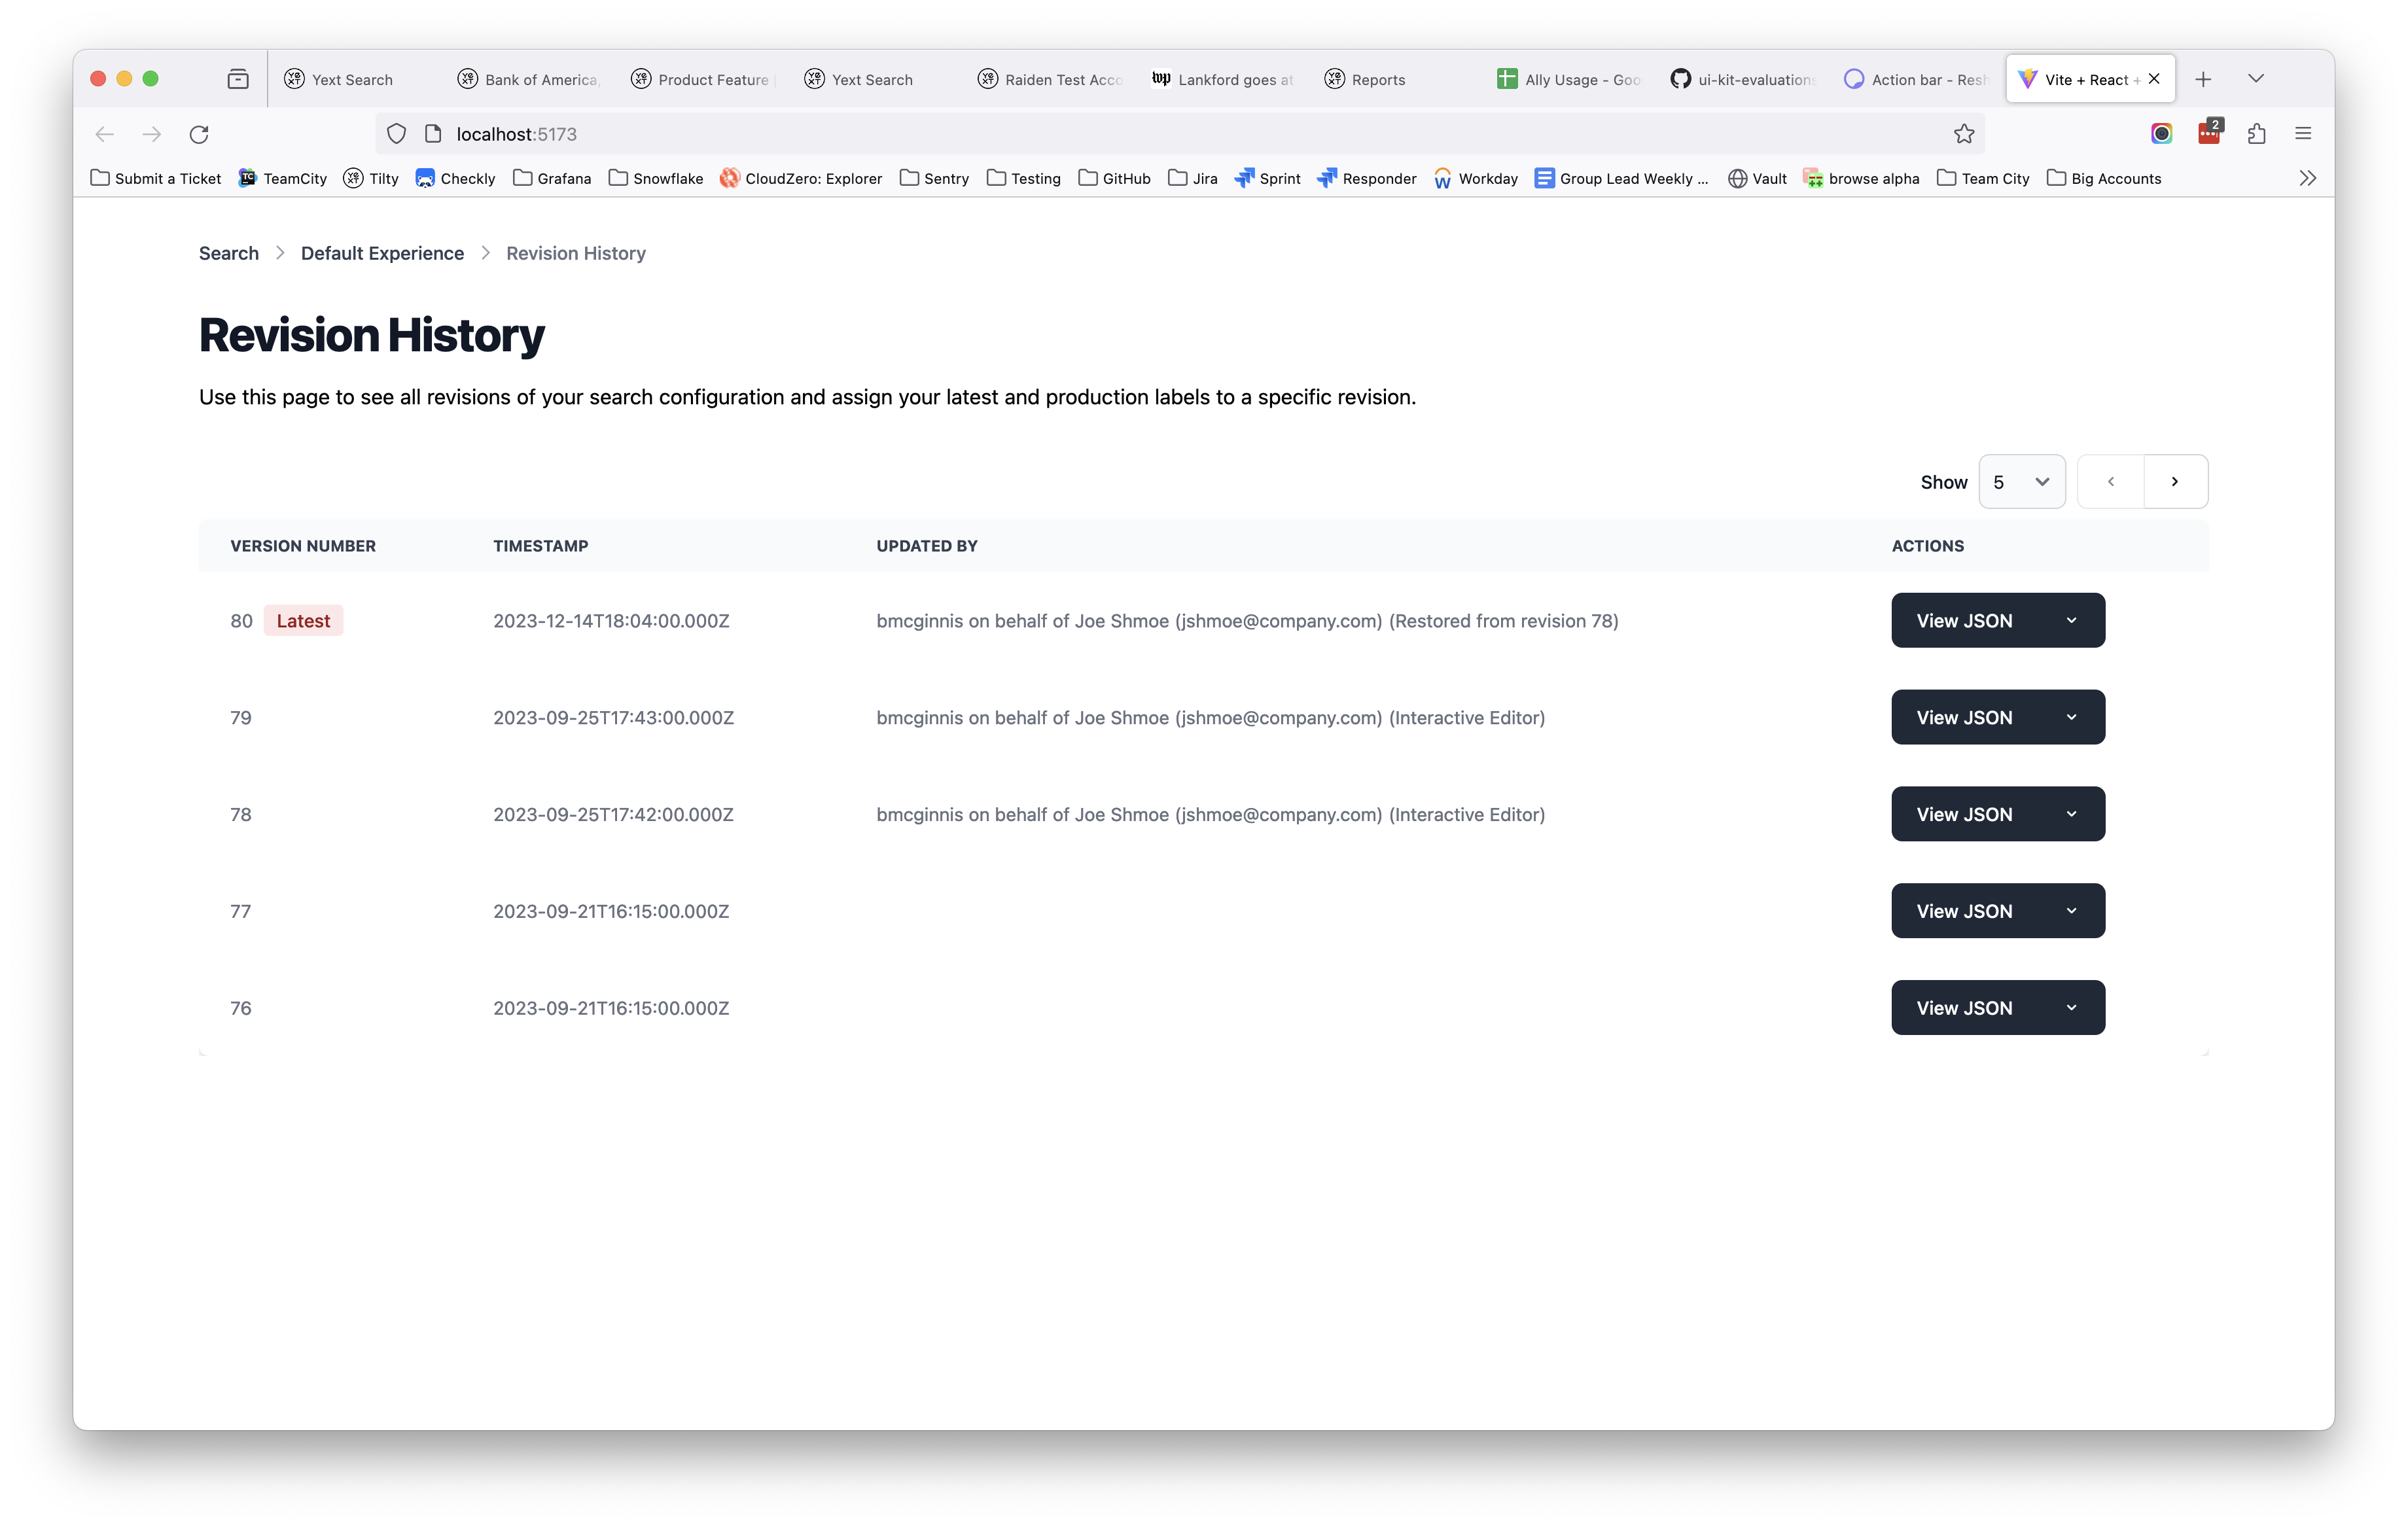 Yext Search Bank of America, Product Feature Yext Search Raiden Test Acco Lankford goes at Reports Ally Usage - Goo ui-kit-evaluations Action bar - Resh Vite + React +
localhost:5173 2
Submit a Ticket TeamCity Tilty Checkly Grafana Snowflake CloudZero: Explorer Sentry Testing GitHub Jira Sprint Responder Workday Group Lead Weekly ... Vault browse alpha Team City Big Accounts
Search Default Experience Revision History
Revision History
Use this page to see all revisions of your search configuration and assign your latest and production labels to a specific revision.
Show 5
VERSION NUMBER TIMESTAMP UPDATED BY ACTIONS
80 Latest 2023-12-14T18:04:00.000Z bmcginnis on behalf of Joe Shmoe (jshmoe@company.com) (Restored from revision 78) View JSON
79 2023-09-25T17:43:00.000Z bmcginnis on behalf of Joe Shmoe (jshmoe@company.com) (Interactive Editor) View JSON
78 2023-09-25T17:42:00.000Z bmcginnis on behalf of Joe Shmoe (jshmoe@company.com) (Interactive Editor) View JSON
77 2023-09-21T16:15:00.000Z View JSON
76 2023-09-21T16:15:00.000Z View JSON